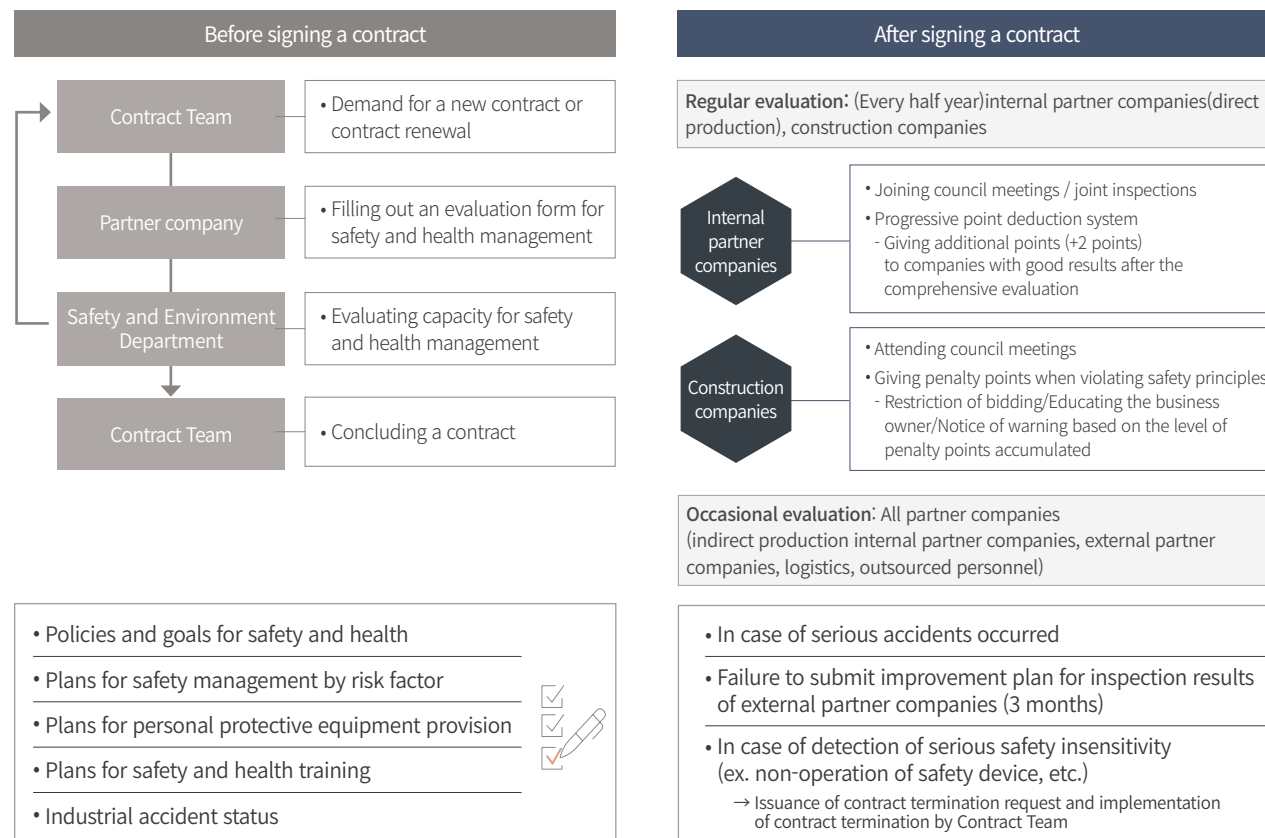 Before signing a contract
Contract Team
• Demand for a new contract or
contract renewal
Partner company
• Filling out an evaluation form for
safety and health management
Safety and Environment
Department
• Evaluating capacity for safety
and health management
Contract Team
• Concluding a contract
• Policies and goals for safety and health
• Plans for safety management by risk factor
• Plans for personal protective equipment provision
• Plans for safety and health training
• Industrial accident status
After signing a contract
Regular evaluation: (Every half year)internal partner companies(direct
production), construction companies
Internal
partner
companies
• Joining council meetings / joint inspections
• Progressive point deduction system
- Giving additional points (+2 points)
to companies with good results after the
comprehensive evaluation
Construction
companies
• Attending council meetings
• Giving penalty points when violating safety principles
- Restriction of bidding/Educating the business
owner/Notice of warning based on the level of
penalty points accumulated
Occasional evaluation: All partner companies
(indirect production internal partner companies, external partner
companies, logistics, outsourced personnel)
• In case of serious accidents occurred
• Failure to submit improvement plan for inspection results
of external partner companies (3 months)
• In case of detection of serious safety insensitivity
(ex. non-operation of safety device, etc.)
→ Issuance of contract termination request and implementation
of contract termination by Contract Team